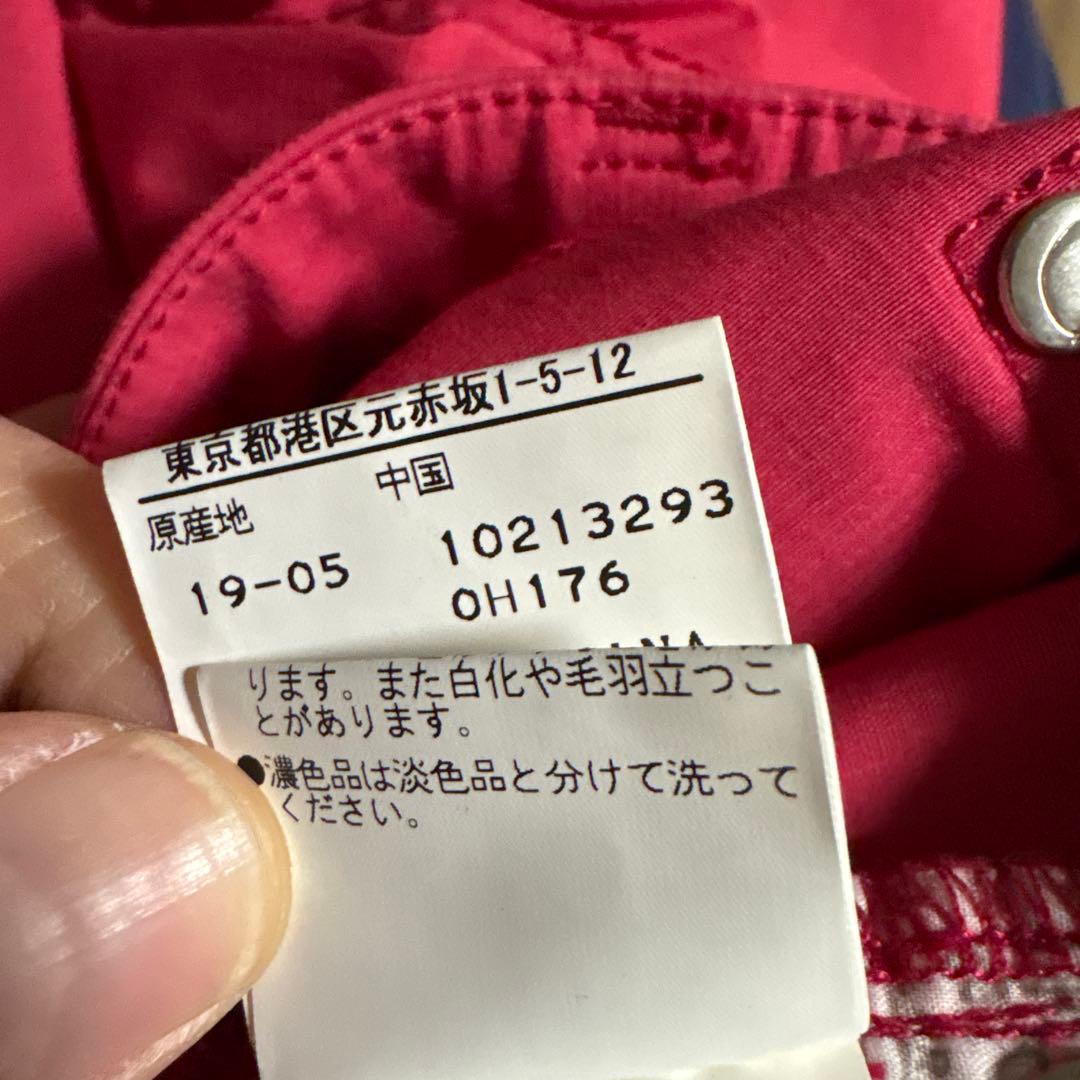 東京都港区元赤坂1-5-12
原産地 中国
19-05 10213293
0H176
ります。また白化や毛羽立つこ
とがあります。
●濃色品は淡色品と分けて洗って
ください。